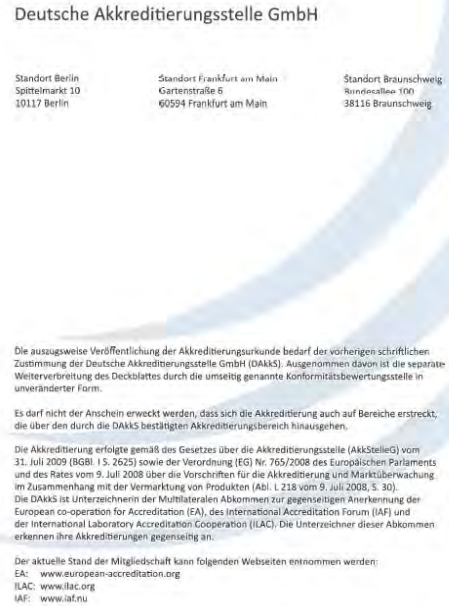 Deutsche Akkreditierungsstelle GmbH
Standort Berlin
Spittelmarkt 10
10117 Berlin
Standort Frankfurt am Main
Gartenstraße 6
60594 Frankfurt am Main
Standort Braunschweig
Bundesallee 100
38116 Braunschweig
Die auszugsweise Veröffentlichung der Akkreditierungsurkunde bedarf der vorherigen schriftlichen
Zustimmung der Deutsche Akkreditierungsstelle GmbH (DAkkS). Ausgenommen davon ist die separate
Weiterverbreitung des Deckblattes durch die umseitig genannte Konformitätsbewertungsstelle in
unveränderter Form.
Es darf nicht der Anschein erweckt werden, dass sich die Akkreditierung auch auf Bereiche erstreckt,
die über den durch die DAkkS bestätigten Akkreditierungsbereich hinausgehen.
Die Akkreditierung erfolgte gemäß des Gesetzes über die Akkreditierungsstelle (AkkStelleG) vom
31. Juli 2009 (BGBl. I S. 2625) sowie der Verordnung (EG) Nr. 765/2008 des Europäischen Parlaments
und des Rates vom 9. Juli 2008 über die Vorschriften für die Akkreditierung und Marktüberwachung
im Zusammenhang mit der Vermarktung von Produkten (Abl. L 218 vom 9. Juli 2008, S. 30).
Die DAkkS ist Unterzeichnerin der Multilateralen Abkommen zur gegenseitigen Anerkennung der
European co-operation for Accreditation (EA), des International Accreditation Forum (IAF) und
der International Laboratory Accreditation Cooperation (ILAC). Die Unterzeichner dieser Abkommen
erkennen ihre Akkreditierungen gegenseitig an.
Der aktuelle Stand der Mitgliedschaft kann folgenden Webseiten entnommen werden:
EA: www.european-accreditation.org
ILAC: www.ilac.org
IAF: www.iaf.nu